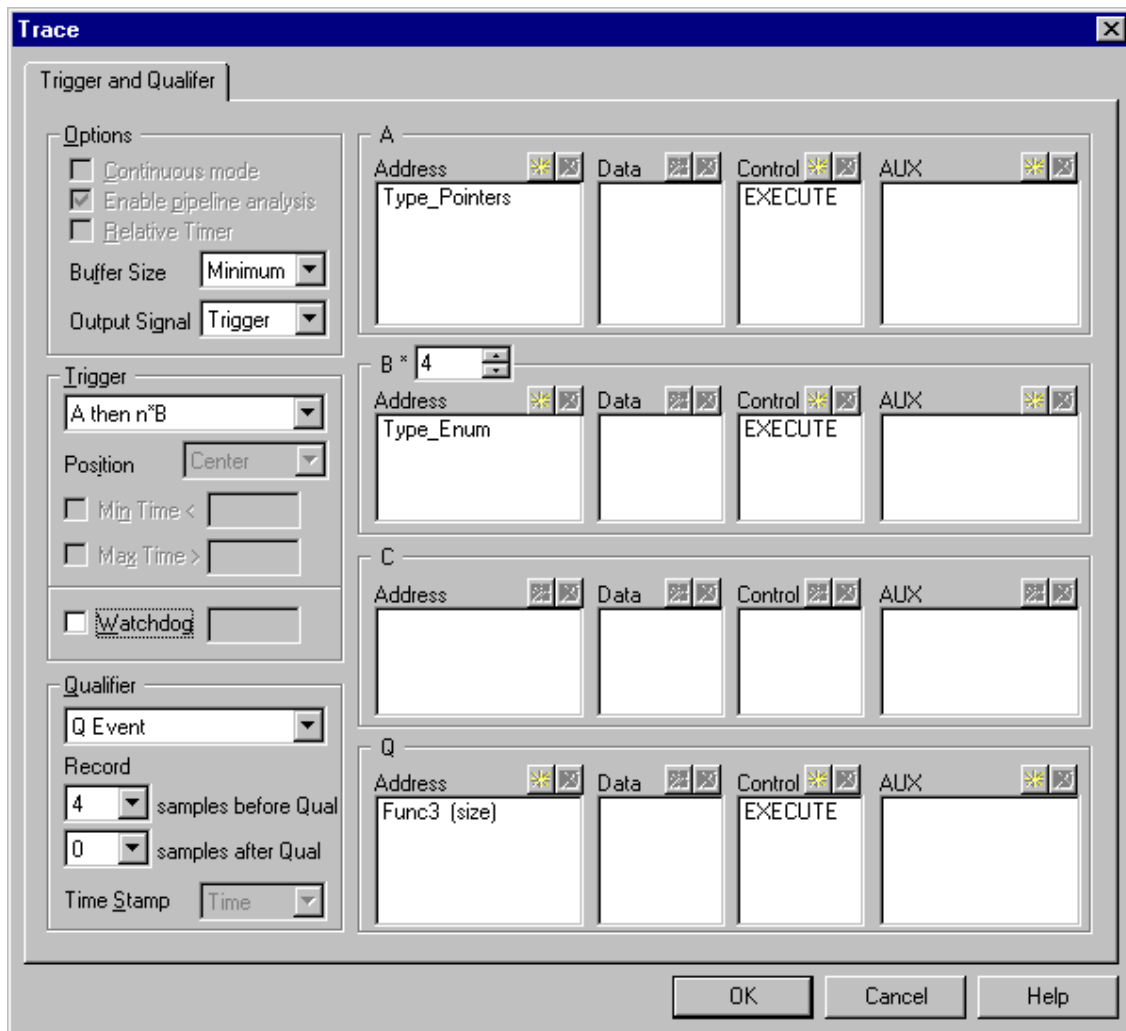 Trace
Trigger and Qualifer
Options
Continuous mode
Enable pipeline analysis
Relative Timer
Buffer Size Minimum
Output Signal Trigger
Trigger
A then n*B
Position Center
Min Time <
Max Time >
Watchdog
Qualifier
Q Event
Record
4 samples before Qual
0 samples after Qual
Time Stamp Time
A
Address Data Control AUX
Type_Pointers EXECUTE
B * 4
Address Data Control AUX
Type_Enum EXECUTE
C
Address Data Control AUX
Q
Address Data Control AUX
Func3 (size) EXECUTE
OK Cancel Help